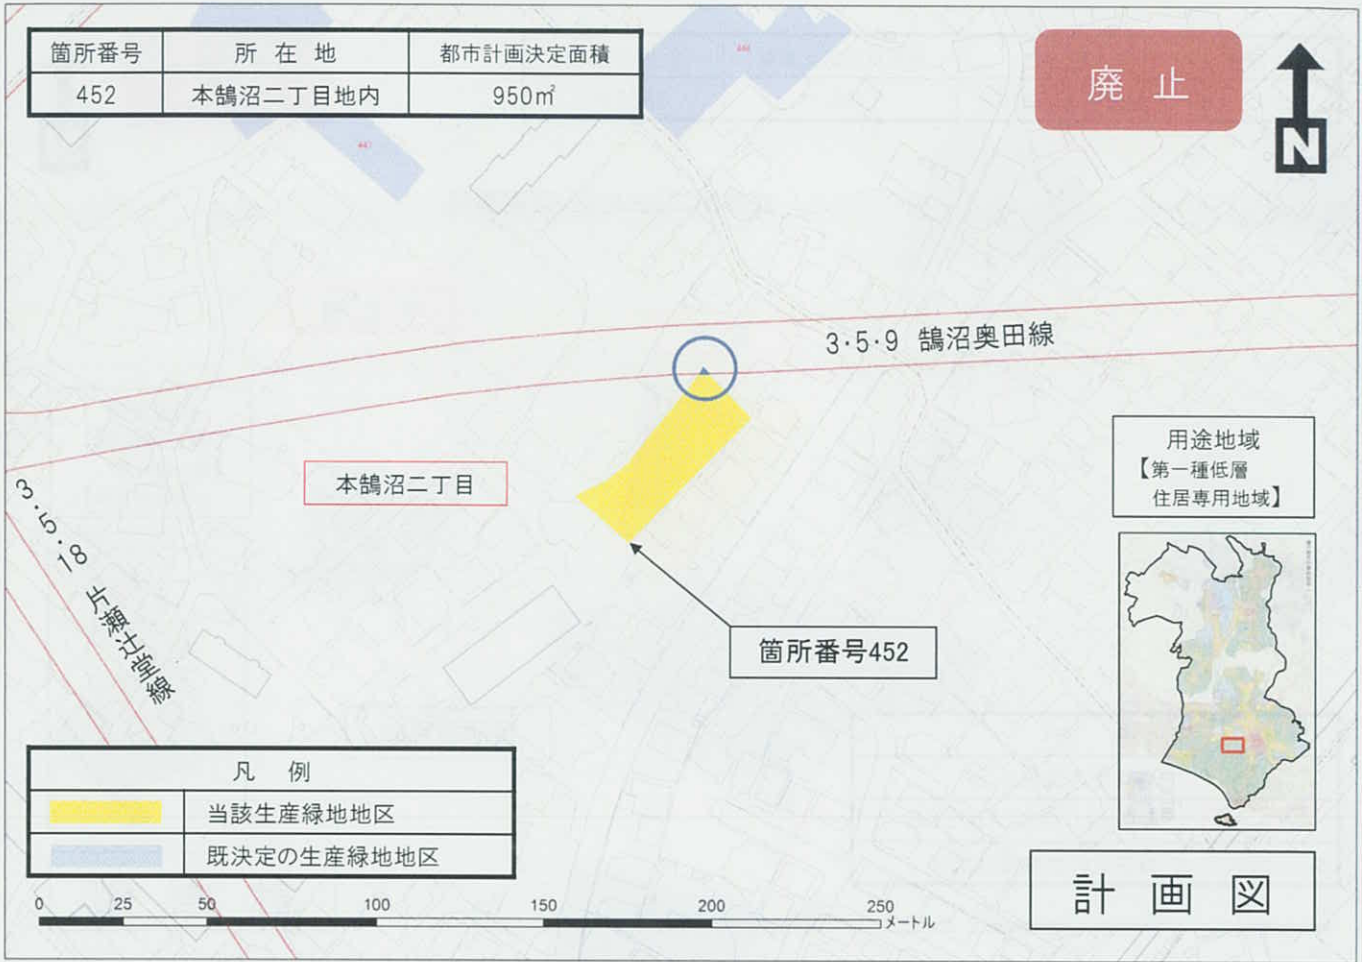 箇所番号 所在地 都市計画決定面積
452 本鵠沼二丁目地内 950㎡
廃止
N
3・5・9 鵠沼奥田線
本鵠沼二丁目
3・5・18 片瀬辻堂線
用途地域
【第一種低層
住居専用地域】
箇所番号452
凡例
当該生産緑地地区
既決定の生産緑地地区
0 25 50 100 150 200 250
メートル
計画図